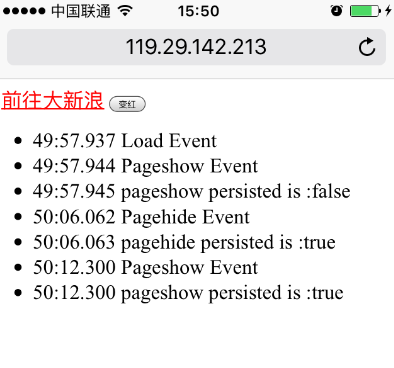 中国联通 15:50
119.29.142.213
前往大新浪 变红
49:57.937 Load Event
49:57.944 Pageshow Event
49:57.945 pageshow persisted is :false
50:06.062 Pagehide Event
50:06.063 pagehide persisted is :true
50:12.300 Pageshow Event
50:12.300 pageshow persisted is :true